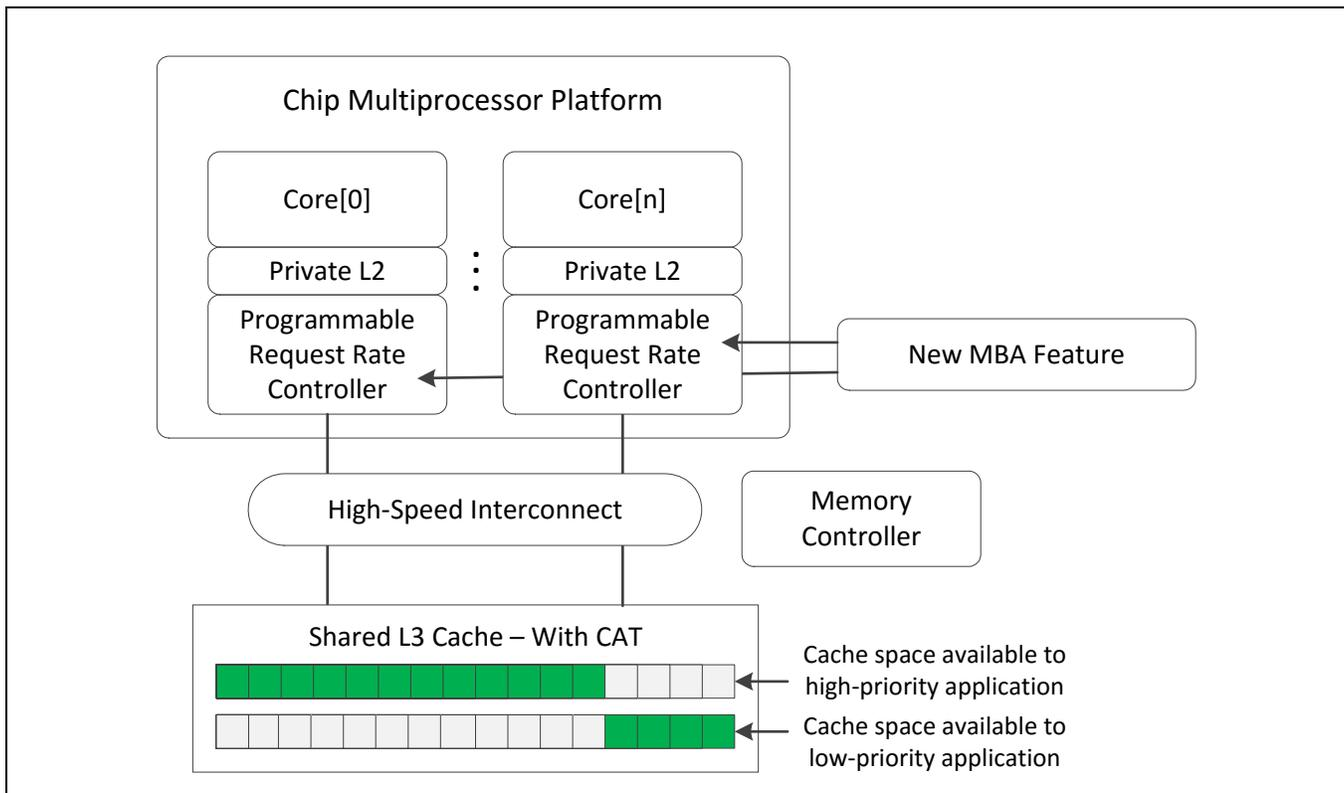 Chip Multiprocessor Platform
Core[0]
Core[n]
Private L2
Private L2
Programmable
Request Rate
Controller
Programmable
Request Rate
Controller
New MBA Feature
High-Speed Interconnect
Memory
Controller
Shared L3 Cache – With CAT
Cache space available to
high-priority application
Cache space available to
low-priority application